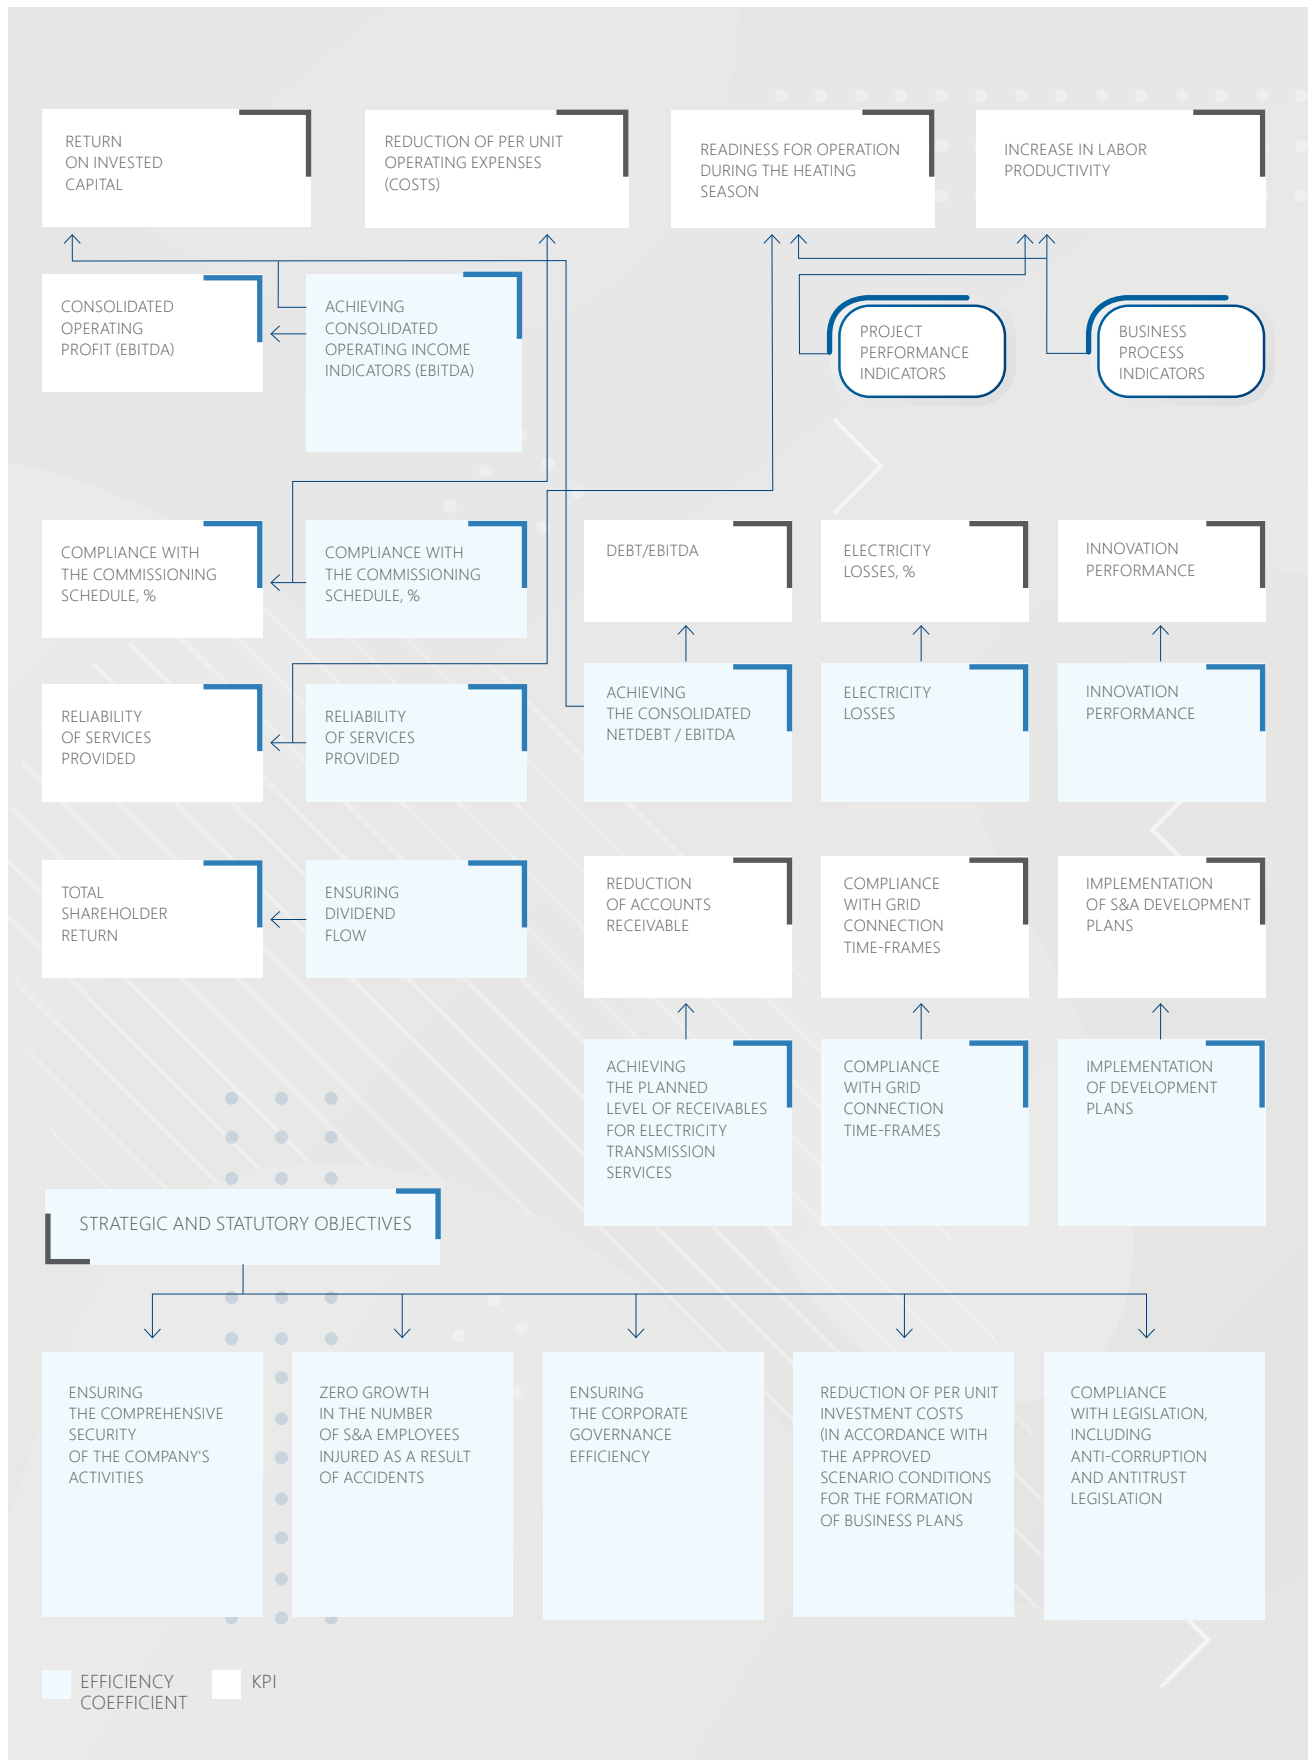 RETURN
ON INVESTED
CAPITAL
REDUCTION OF PER UNIT
OPERATING EXPENSES
(COSTS)
READINESS FOR OPERATION
DURING THE HEATING
SEASON
INCREASE IN LABOR
PRODUCTIVITY
CONSOLIDATED
OPERATING
PROFIT (EBITDA)
ACHIEVING
CONSOLIDATED
OPERATING INCOME
INDICATORS (EBITDA)
PROJECT
PERFORMANCE
INDICATORS
BUSINESS
PROCESS
INDICATORS
COMPLIANCE WITH
THE COMMISSIONING
SCHEDULE, %
COMPLIANCE WITH
THE COMMISSIONING
SCHEDULE, %
DEBT/EBITDA
ELECTRICITY
LOSSES, %
INNOVATION
PERFORMANCE
RELIABILITY
OF SERVICES
PROVIDED
RELIABILITY
OF SERVICES
PROVIDED
ACHIEVING
THE CONSOLIDATED
NETDEBT / EBITDA
ELECTRICITY
LOSSES
INNOVATION
PERFORMANCE
TOTAL
SHAREHOLDER
RETURN
ENSURING
DIVIDEND
FLOW
REDUCTION
OF ACCOUNTS
RECEIVABLE
COMPLIANCE
WITH GRID
CONNECTION
TIME-FRAMES
IMPLEMENTATION
OF S&A DEVELOPMENT
PLANS
ACHIEVING
THE PLANNED
LEVEL OF RECEIVABLES
FOR ELECTRICITY
TRANSMISSION
SERVICES
COMPLIANCE
WITH GRID
CONNECTION
TIME-FRAMES
IMPLEMENTATION
OF DEVELOPMENT
PLANS
STRATEGIC AND STATUTORY OBJECTIVES
ENSURING
THE COMPREHENSIVE
SECURITY
OF THE COMPANY'S
ACTIVITIES
ZERO GROWTH
IN THE NUMBER
OF S&A EMPLOYEES
INJURED AS A RESULT
OF ACCIDENTS
ENSURING
THE CORPORATE
GOVERNANCE
EFFICIENCY
REDUCTION OF PER UNIT
INVESTMENT COSTS
(IN ACCORDANCE WITH
THE APPROVED
SCENARIO CONDITIONS
FOR THE FORMATION
OF BUSINESS PLANS
COMPLIANCE
WITH LEGISLATION,
INCLUDING
ANTI-CORRUPTION
AND ANTITRUST
LEGISLATION
EFFICIENCY
COEFFICIENT
KPI